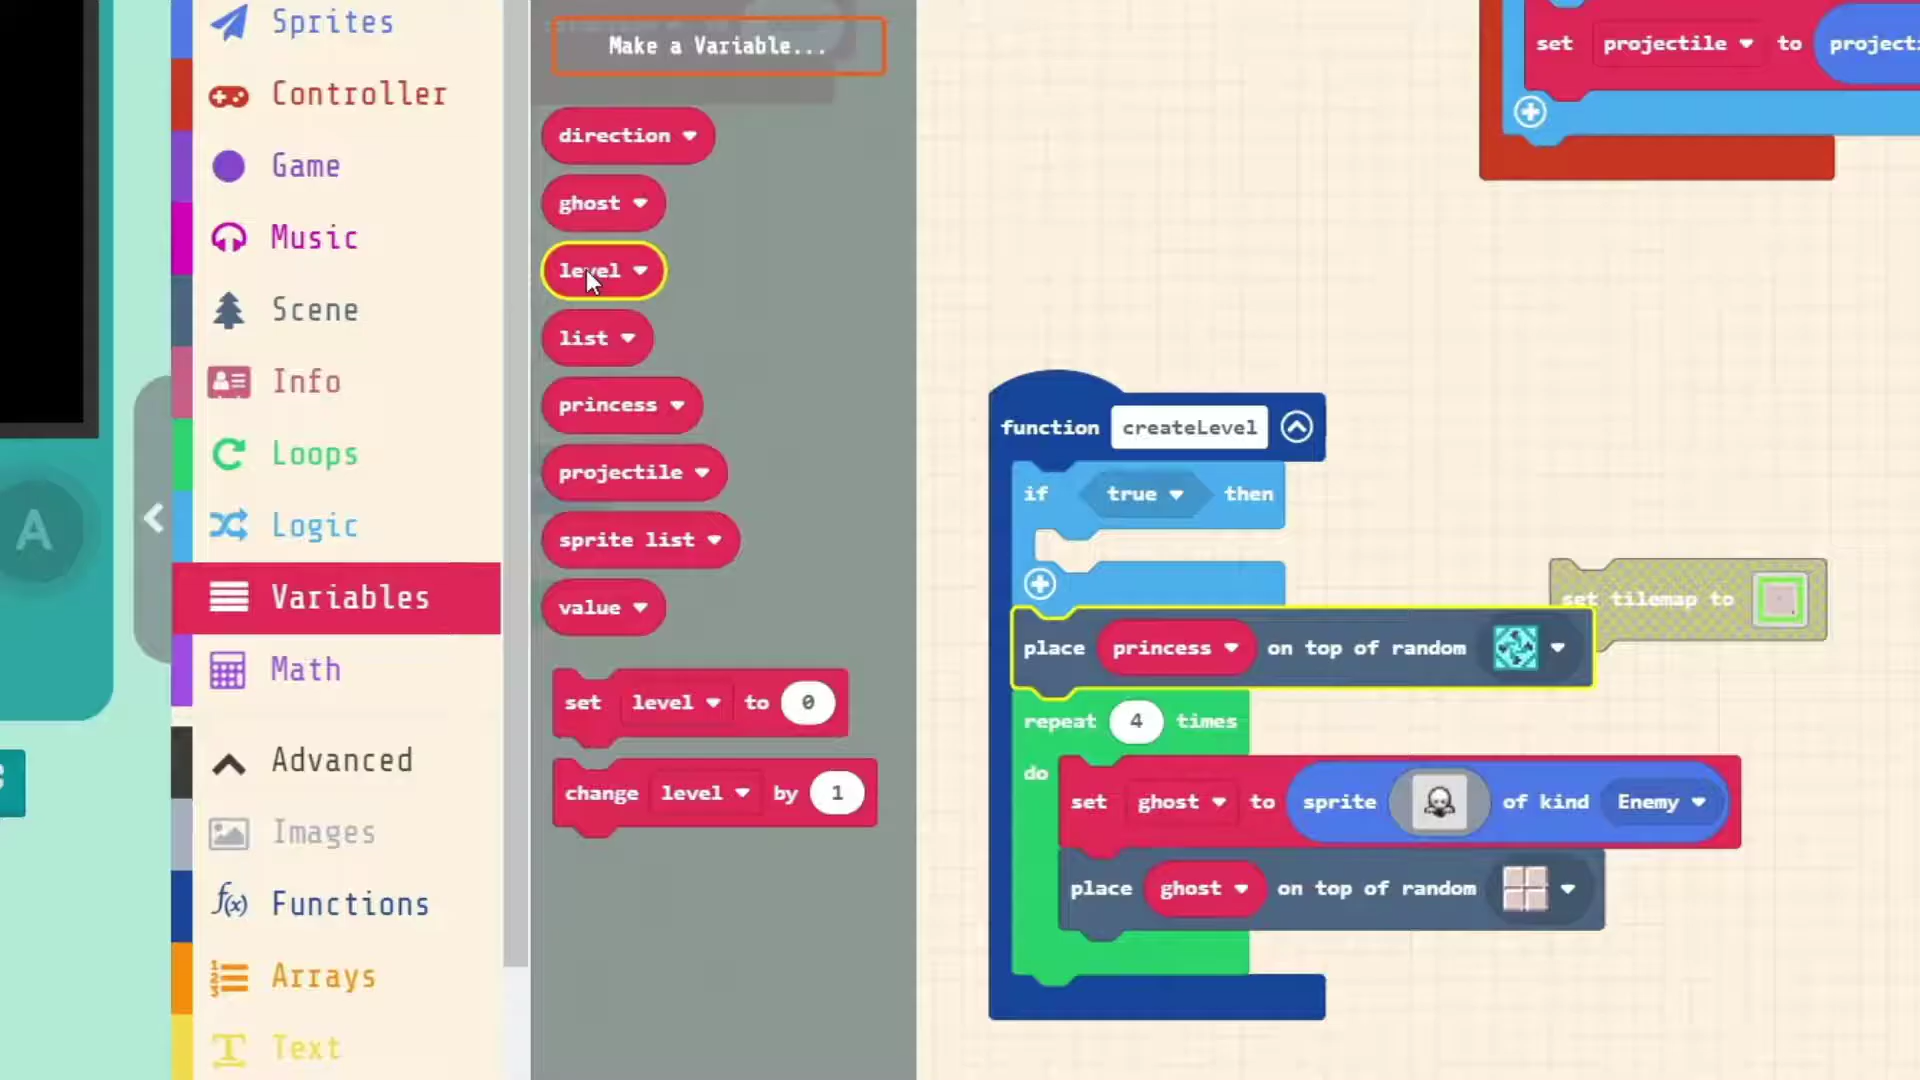 Sprites
Controller
Game
Music
Scene
Info
Loops
Logic
Variables
Math
Advanced
Images
Functions
Arrays
Text
A
Make a Variable...
direction
ghost
level
list
princess
projectile
sprite list
value
set level to 0
change level by 1
set projectile to
function createLevel
if true then
set tilemap to
place princess on top of random
repeat 4 times
do
set ghost to sprite of kind Enemy
place ghost on top of random